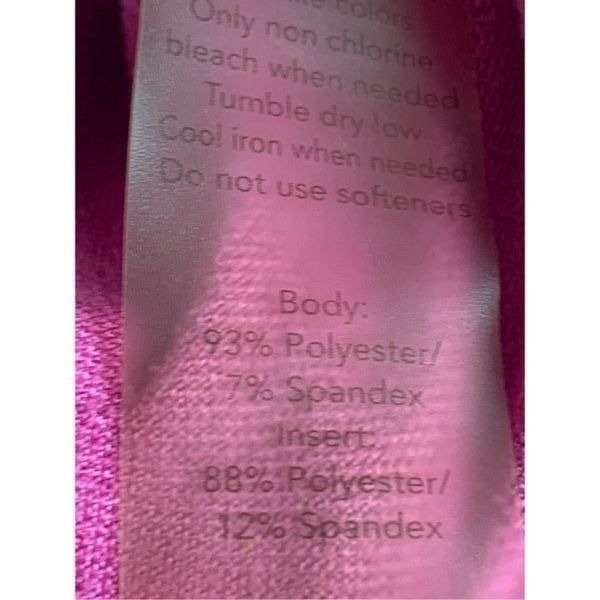 colors
Only non chlorine
bleach when needed
Tumble dry low
Cool iron when needed
Do not use softeners
Body:
93% Polyester/
7% Spandex
Insert:
88% Polyester/
12% Spandex